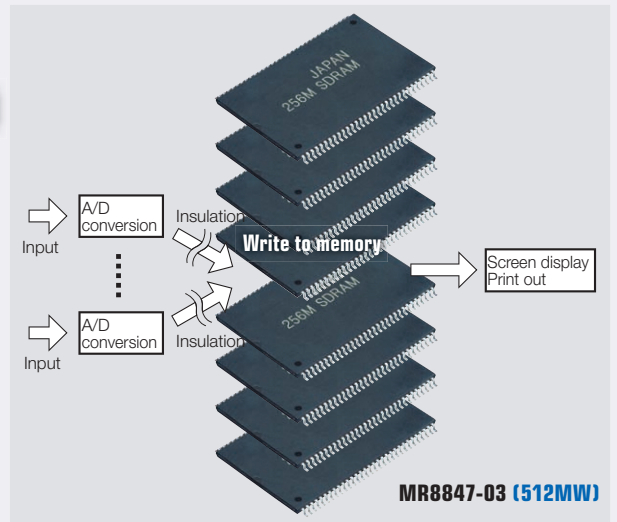 JAPAN
256M SDRAM
A/D
conversion
Insulation
Input
Write to memory
Screen display
Print out
256M SDRAM
A/D
conversion
Insulation
Input
MR8847-03 (512MW)